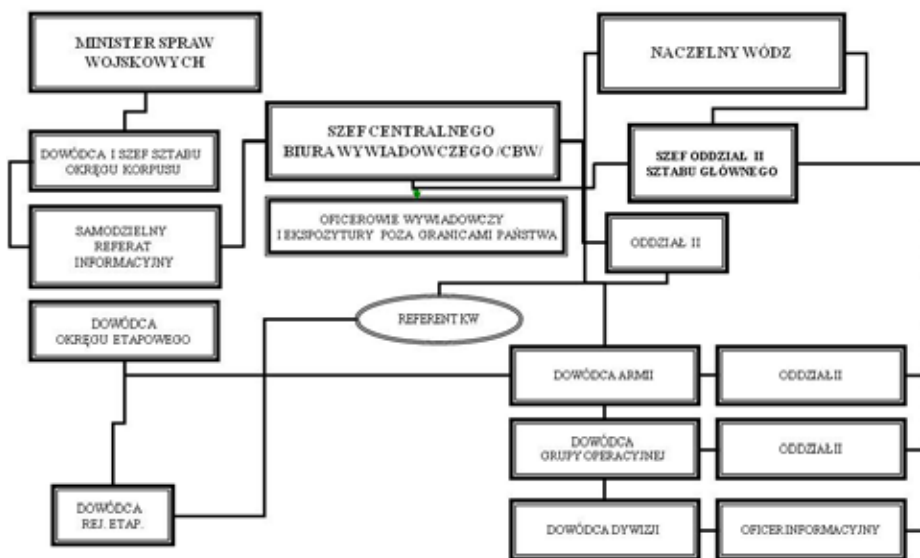 MINISTER SPRAW
WOJSKOWYCH
NACZELNY WÓDZ
SZEF CENTRALNEGO
BIURA WYWIADOWCZEGO /CBW/
DOWÓDCA I SZEF SZTABU
OKRĘGU KORPUSU
SZEF ODDZIAŁ II
SZTABU GŁÓWNEGO
SAMODZIELNY
REFERAT
INFORMACYJNY
OFICEROWIE WYWIADOWCZY
I EKSPOZYTURY POZA GRANICAMI PAŃSTWA
ODDZIAŁ II
DOWÓDCA
OKRĘGU ETAPOWEGO
REFERENT KW
DOWÓDCA ARMII
ODDZIAŁ II
DOWÓDCA
GRUPY OPERACYJNEJ
ODDZIAŁ II
DOWÓDCA
REJ. ETAP.
DOWÓDCA DYWIZJI
OFICER INFORMACYJNY